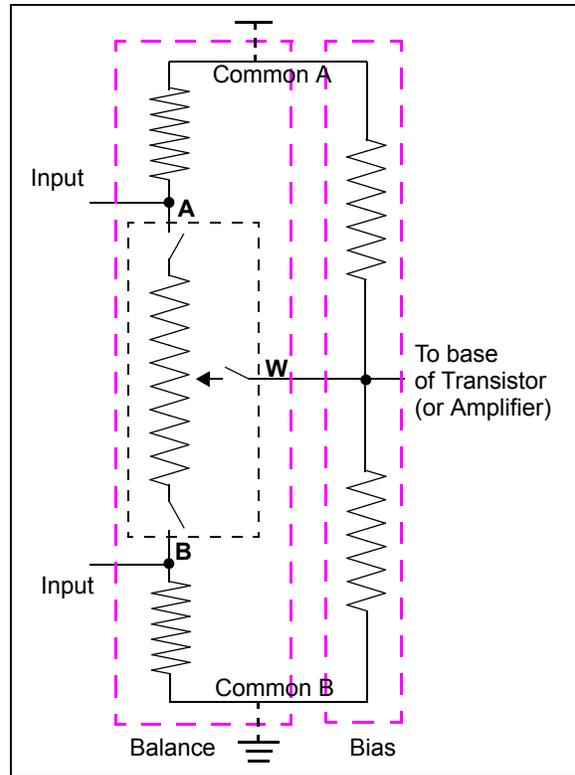 Common A
Input
A
W
To base
of Transistor
(or Amplifier)
B
Input
Common B
Balance
Bias